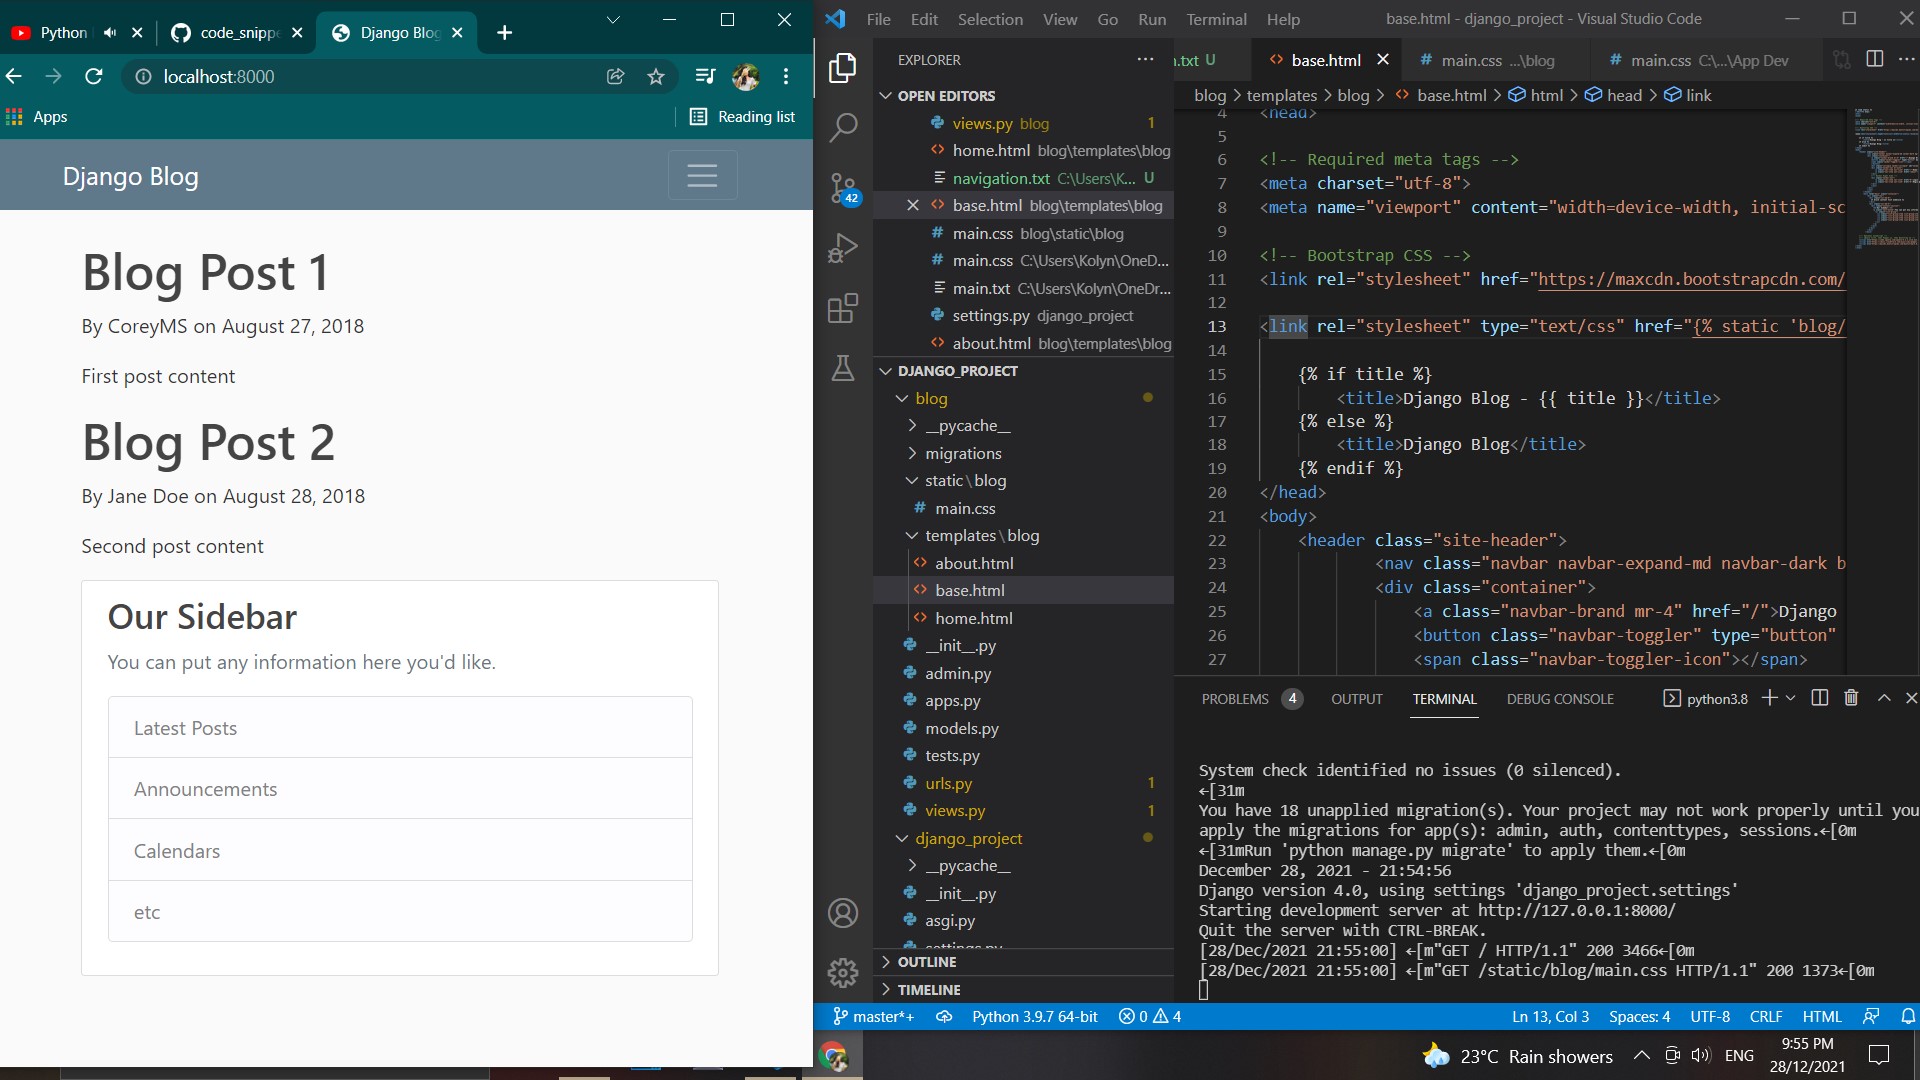 Python
code_snippe
Django Blog
localhost:8000
Apps
Reading list
Django Blog
Blog Post 1
By CoreyMS on August 27, 2018
First post content
Blog Post 2
By Jane Doe on August 28, 2018
Second post content
Our Sidebar
You can put any information here you'd like.
Latest Posts
Announcements
Calendars
etc
File Edit Selection View Go Run Terminal Help
base.html - django_project - Visual Studio Code
42
EXPLORER
OPEN EDITORS
views.py blog 1
home.html blog\templates\blog
navigation.txt C:\Users\K... U
base.html blog\templates\blog
main.css blog\static\blog
main.css C:\Users\Kolyn\OneD...
main.txt C:\Users\Kolyn\OneDr...
settings.py django_project
about.html blog\templates\blog
DJANGO_PROJECT
blog
__pycache__
migrations
static\blog
main.css
templates\blog
about.html
base.html
home.html
__init__.py
admin.py
apps.py
models.py
tests.py
urls.py 1
views.py 1
django_project
__pycache__
__init__.py
asgi.py
settings.py
OUTLINE
TIMELINE
.txt U base.html main.css ...\blog main.css C:\...\App Dev
blog > templates > blog > base.html > html > head > link
4 <head>
5
6 <!-- Required meta tags -->
7 <meta charset="utf-8">
8 <meta name="viewport" content="width=device-width, initial-sc
9
10 <!-- Bootstrap CSS -->
11 <link rel="stylesheet" href="https://maxcdn.bootstrapcdn.com/
12
13 <link rel="stylesheet" type="text/css" href="{% static 'blog/
14
15 {% if title %}
16 <title>Django Blog - {{ title }}</title>
17 {% else %}
18 <title>Django Blog</title>
19 {% endif %}
20 </head>
21 <body>
22 <header class="site-header">
23 <nav class="navbar navbar-expand-md navbar-dark b
24 <div class="container">
25 <a class="navbar-brand mr-4" href="/">Django
26 <button class="navbar-toggler" type="button"
27 <span class="navbar-toggler-icon"></span>
PROBLEMS 4 OUTPUT TERMINAL DEBUG CONSOLE python3.8
System check identified no issues (0 silenced).
←[31m
You have 18 unapplied migration(s). Your project may not work properly until you
apply the migrations for app(s): admin, auth, contenttypes, sessions.←[0m
←[31mRun 'python manage.py migrate' to apply them.←[0m
December 28, 2021 - 21:54:56
Django version 4.0, using settings 'django_project.settings'
Starting development server at http://127.0.0.1:8000/
Quit the server with CTRL-BREAK.
[28/Dec/2021 21:55:00] ←[m"GET / HTTP/1.1" 200 3466←[0m
[28/Dec/2021 21:55:00] ←[m"GET /static/blog/main.css HTTP/1.1" 200 1373←[0m
master*+ Python 3.9.7 64-bit 0 4 Ln 13, Col 3 Spaces: 4 UTF-8 CRLF HTML
23°C Rain showers ENG
9:55 PM
28/12/2021